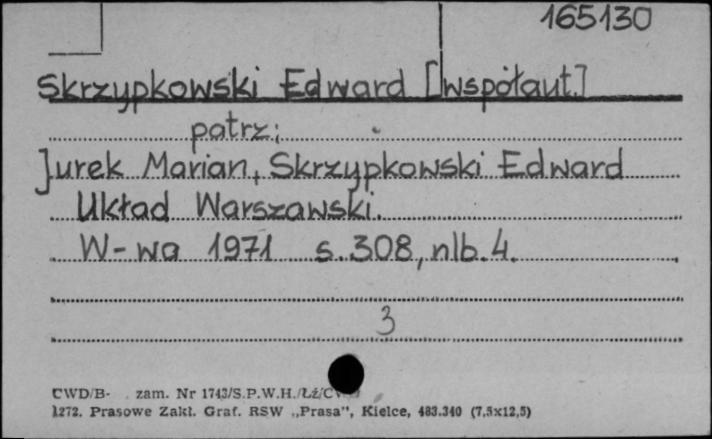 165130
Skrzypkowski Edward [współaut.]
patrz:
Jurek Marian, Skrzypkowski Edward
Układ Warszawski.
W-wa 1971 s. 308, nlb. 4.
3
CWD/B- zam. Nr 1743/S.P.W.H./Łź/C
1272. Prasowe Zakł. Graf. RSW „Prasa", Kielce, 483.340 (7,5x12,5)